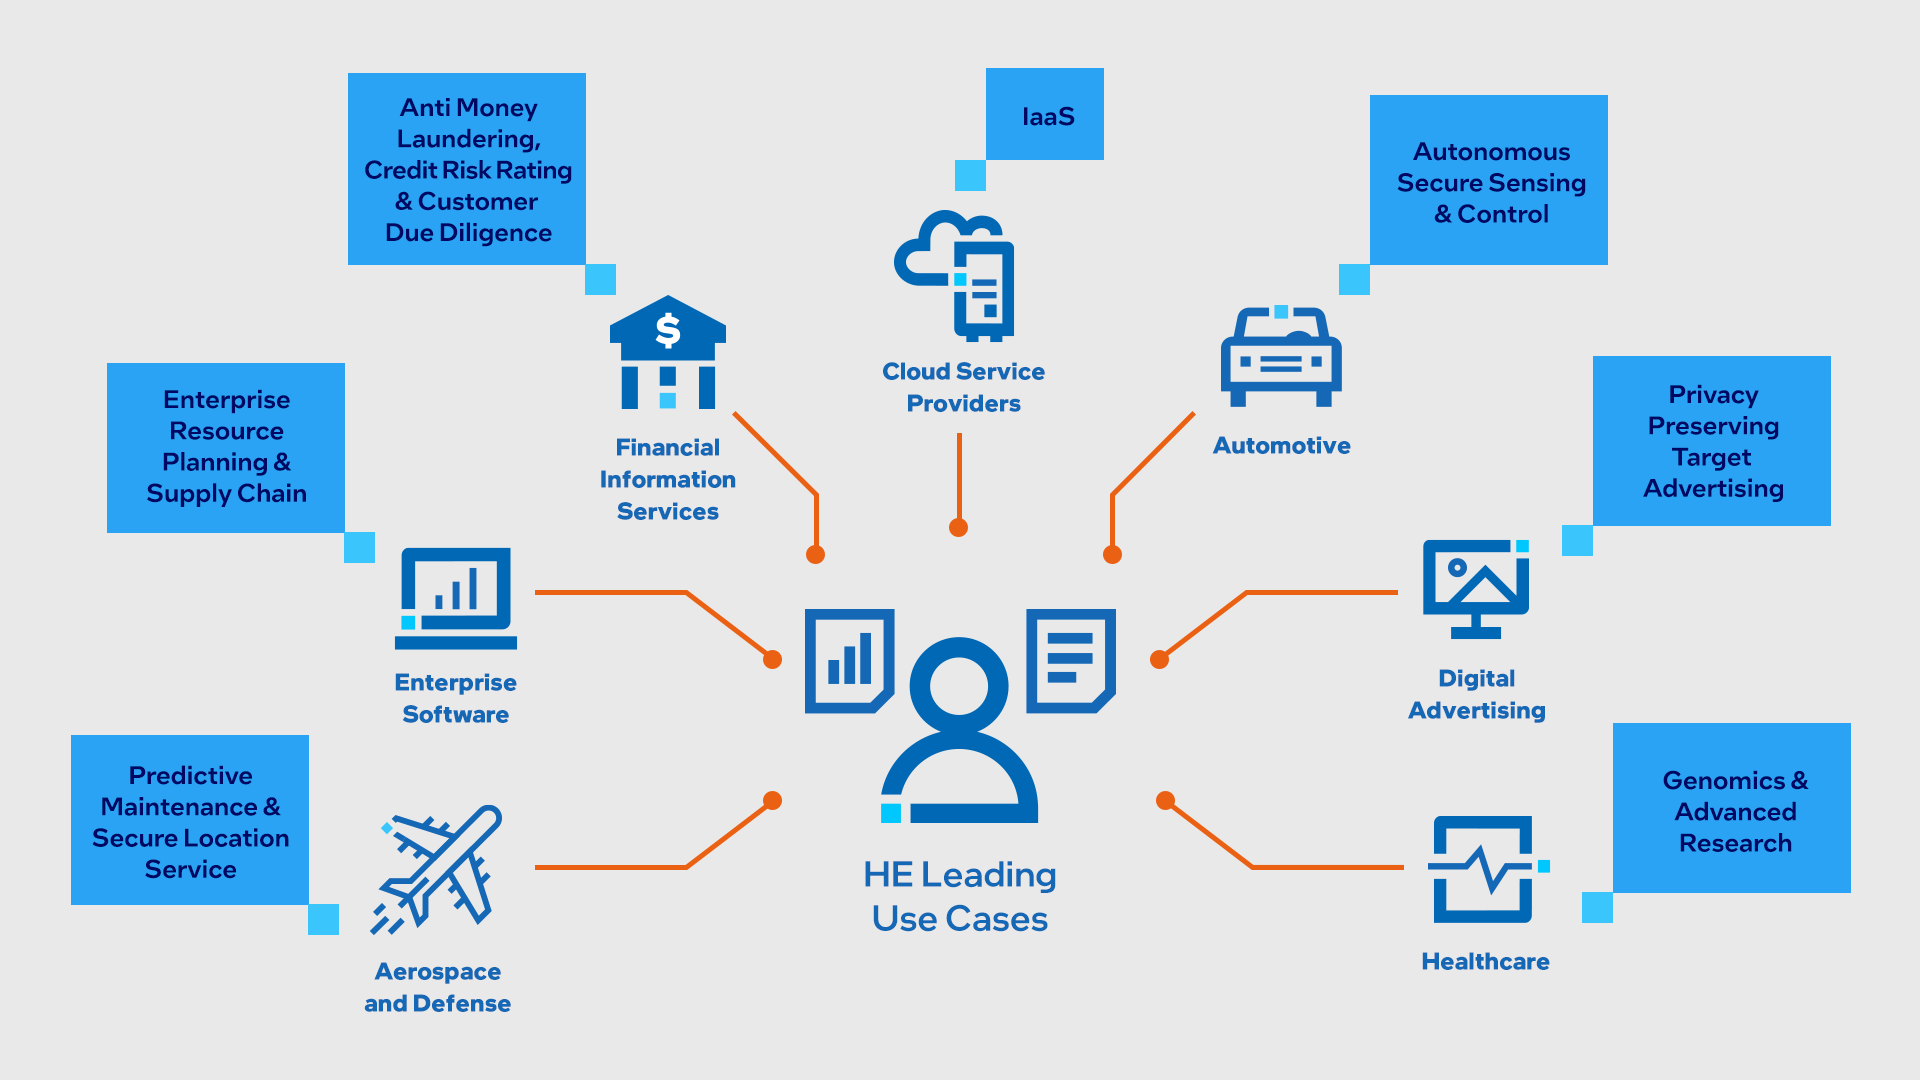 IaaS
Anti Money
Laundering,
Credit Risk Rating
& Customer
Due Diligence
Autonomous
Secure Sensing
& Control
$
Cloud Service
Providers
Financial
Information
Services
Automotive
Enterprise
Resource
Planning &
Supply Chain
Privacy
Preserving
Target
Advertising
Enterprise
Software
Digital
Advertising
Predictive
Maintenance &
Secure Location
Service
Genomics &
Advanced
Research
HE Leading
Use Cases
Aerospace
and Defense
Healthcare